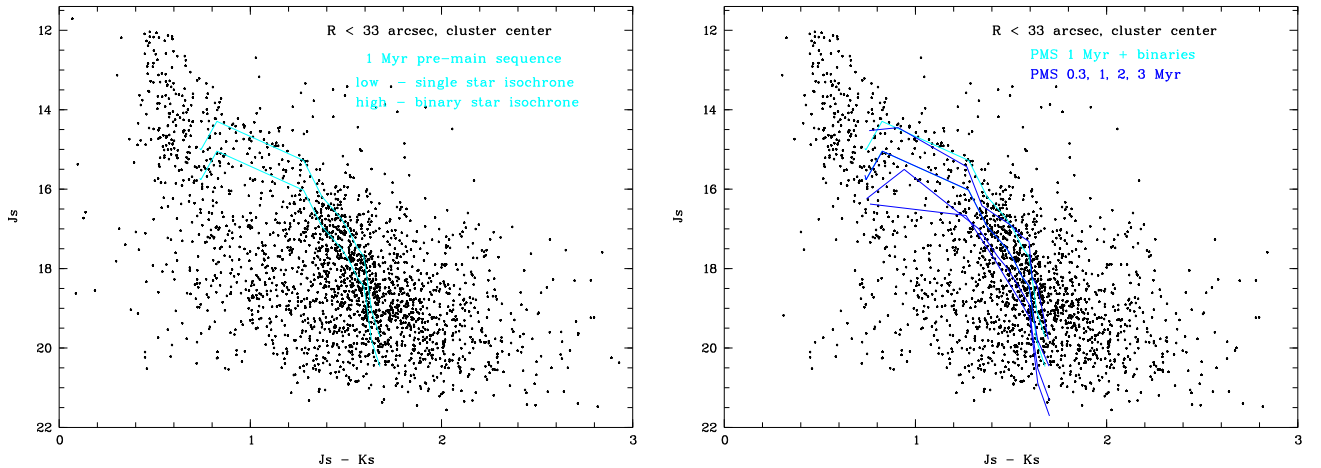 R < 33 arcsec, cluster center
1 Myr pre-main sequence
low . - single star isochrone
high - binary star isochrone
12
14
16
18
20
22
Js
0
1
2
3
Js - Ks
R < 33 arcsec, cluster center
PMS 1 Myr + binaries
PMS 0.3, 1, 2, 3 Myr
12
14
16
18
20
22
Js
0
1
2
3
Js - Ks